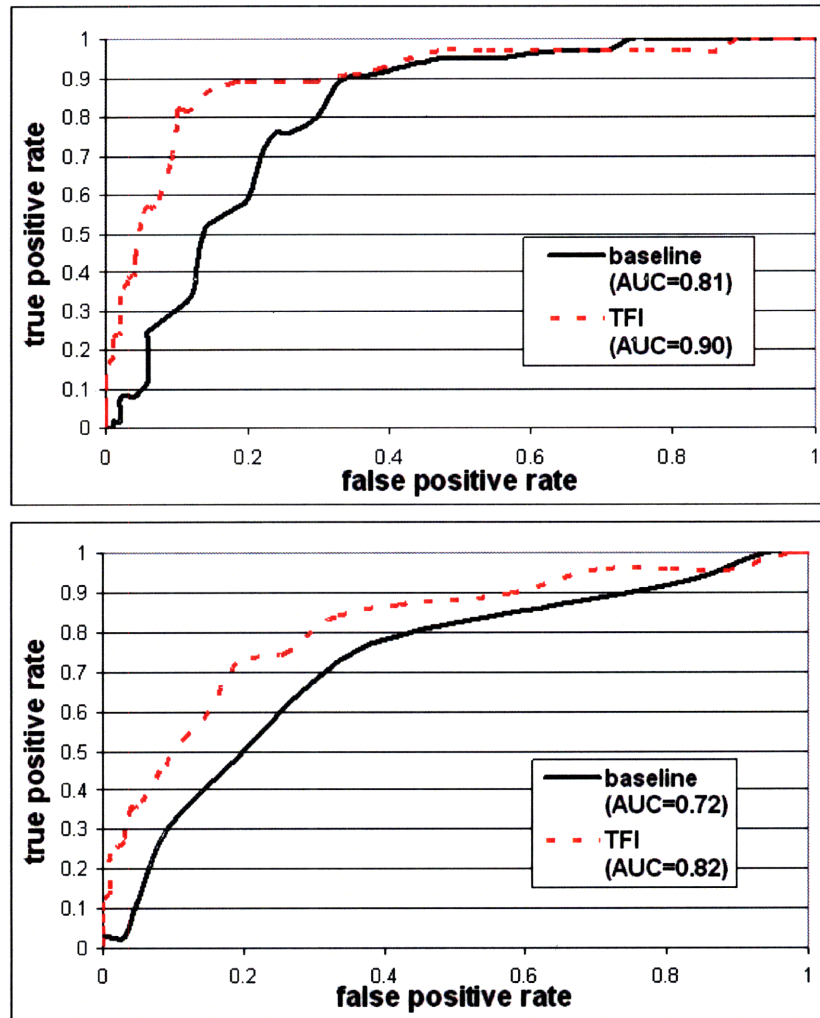 true positive rate
1
0.9
0.8
0.7
0.6
0.5
0.4
0.3
0.2
0.1
0
baseline
(AUC=0.81)
TFI
(AUC=0.90)
0 0.2 0.4 0.6 0.8 1
false positive rate
true positive rate
1
0.9
0.8
0.7
0.6
0.5
0.4
0.3
0.2
0.1
0
baseline
(AUC=0.72)
TFI
(AUC=0.82)
0 0.2 0.4 0.6 0.8 1
false positive rate